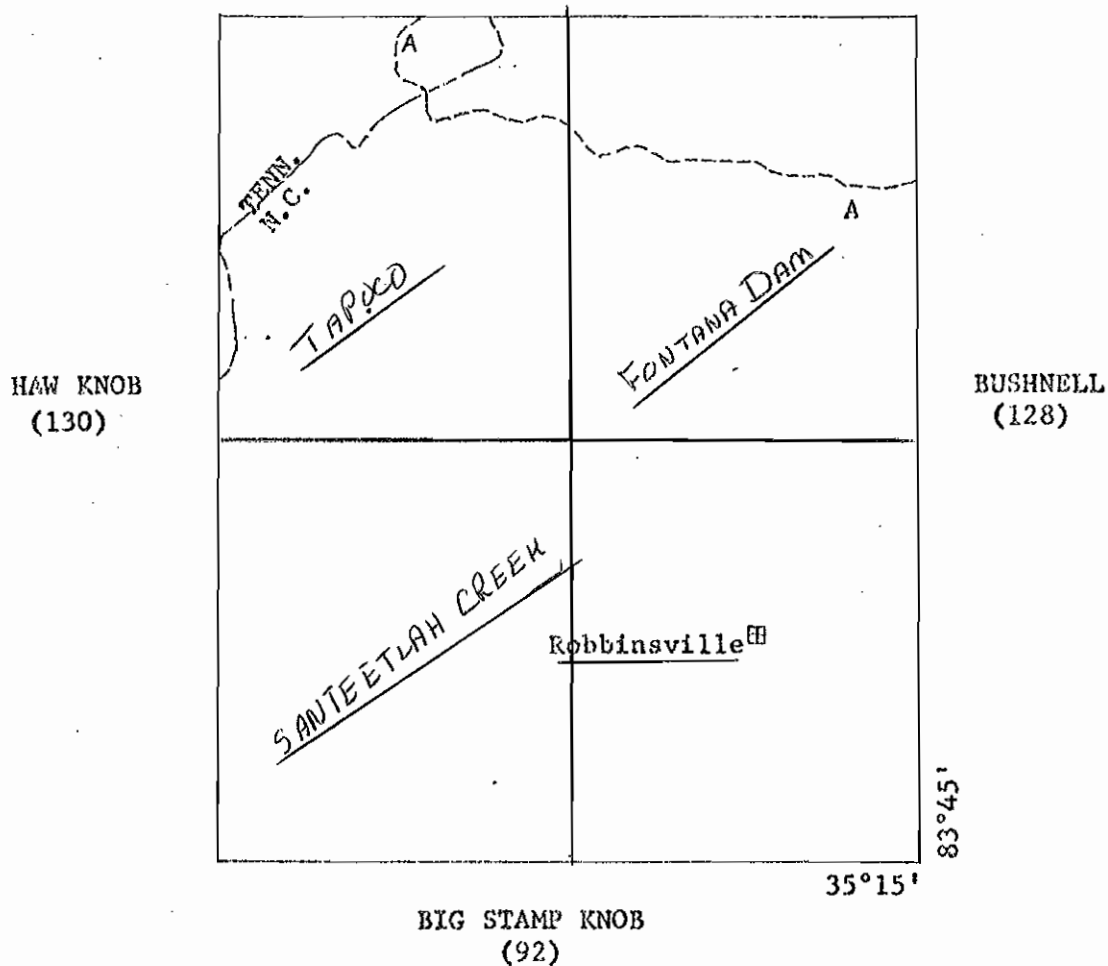 A
TENN.
N.C.
A
TAPOCO
FONTANA DAM
HAW KNOB
(130)
BUSHNELL
(128)
SANTEETLAH CREEK
Robbinsville
83°45'
35°15'
BIG STAMP KNOB
(92)